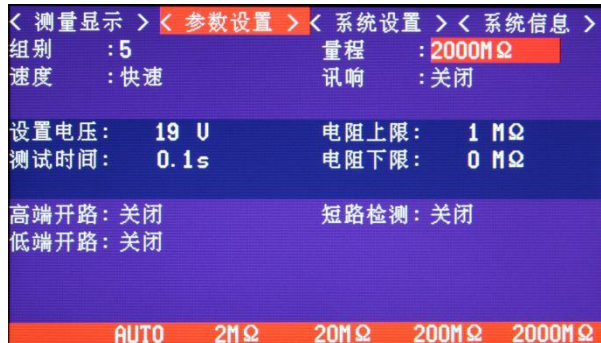 < 测量显示 > < 参数设置 > < 系统设置 > < 系统信息 >
组别 :5 量程 :2000MΩ
速度 :快速 讯响 :关闭
设置电压: 19 V 电阻上限: 1 MΩ
测试时间: 0.1s 电阻下限: 0 MΩ
高端开路:关闭 短路检测:关闭
低端开路:关闭
AUTO 2MΩ 20MΩ 200MΩ 2000MΩ